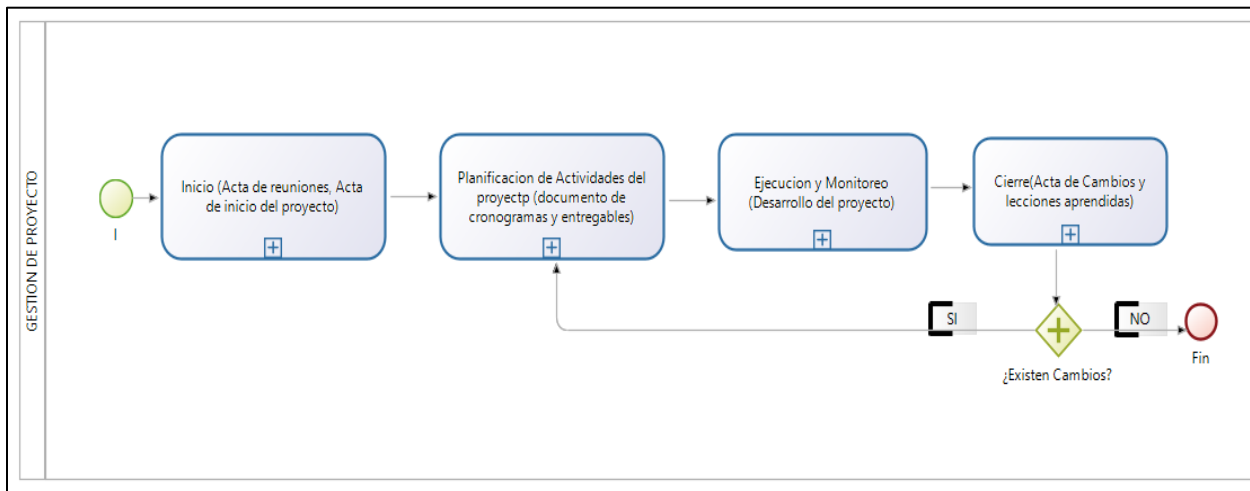 GESTION DE PROYECTO
I
Inicio (Acta de reuniones, Acta
de inicio del proyecto)
Planificacion de Actividades del
proyectp (documento de
cronogramas y entregables)
Ejecucion y Monitoreo
(Desarrollo del proyecto)
Cierre(Acta de Cambios y
lecciones aprendidas)
SI
NO
¿Existen Cambios?
Fin